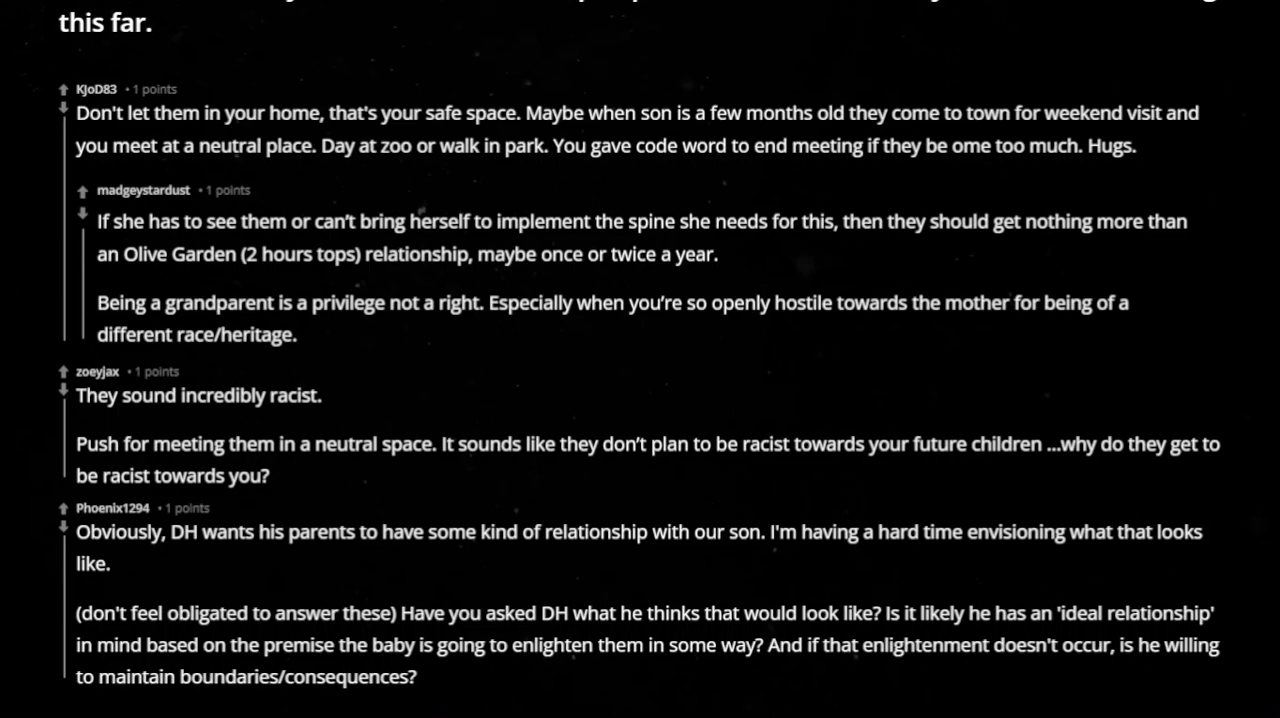 this far.
KJoD83 • 1 points
Don't let them in your home, that's your safe space. Maybe when son is a few months old they come to town for weekend visit and
you meet at a neutral place. Day at zoo or walk in park. You gave code word to end meeting if they be ome too much. Hugs.
madgeystardust • 1 points
If she has to see them or can't bring herself to implement the spine she needs for this, then they should get nothing more than
an Olive Garden (2 hours tops) relationship, maybe once or twice a year.
Being a grandparent is a privilege not a right. Especially when you're so openly hostile towards the mother for being of a
different race/heritage.
zoeyjax • 1 points
They sound incredibly racist.
Push for meeting them in a neutral space. It sounds like they don't plan to be racist towards your future children ...why do they get to
be racist towards you?
Phoenix1294 • 1 points
Obviously, DH wants his parents to have some kind of relationship with our son. I'm having a hard time envisioning what that looks
like.
(don't feel obligated to answer these) Have you asked DH what he thinks that would look like? Is it likely he has an 'ideal relationship'
in mind based on the premise the baby is going to enlighten them in some way? And if that enlightenment doesn't occur, is he willing
to maintain boundaries/consequences?